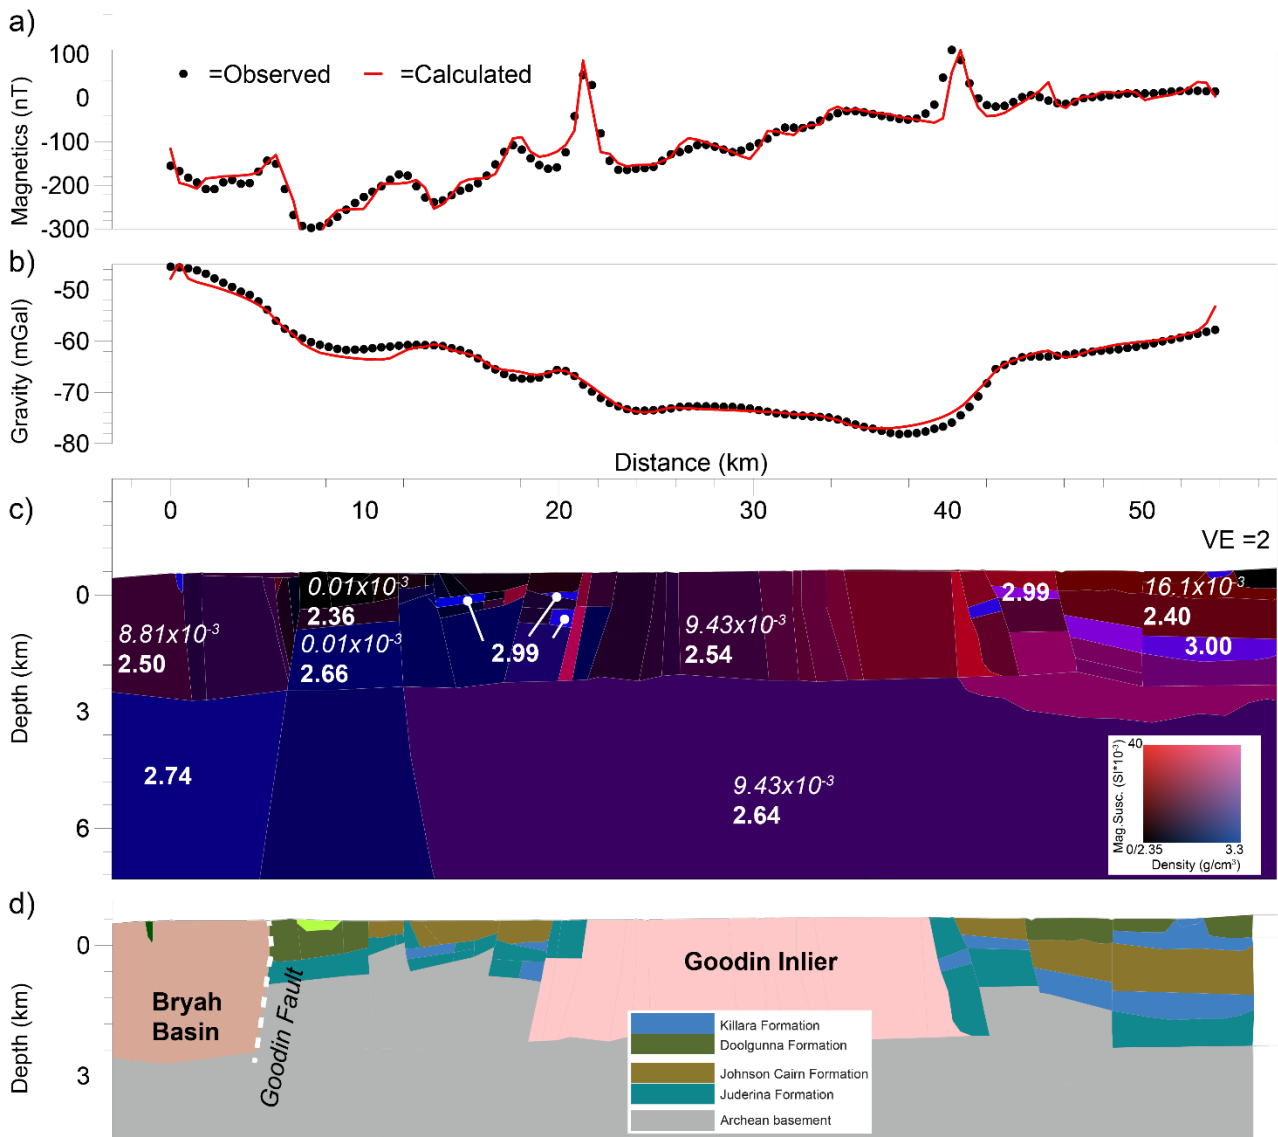 a)
Magnetics (nT)
100
0
-100
-200
-300
=Observed
=Calculated
b)
Gravity (mGal)
-50
-60
-70
-80
Distance (km)
c)
0 10 20 30 40 50
VE =2
Depth (km)
0
3
6
8.81x10⁻³
2.50
0.01x10⁻³
2.36
0.01x10⁻³
2.66
2.99
9.43x10⁻³
2.54
2.99
16.1x10⁻³
2.40
3.00
2.74
9.43x10⁻³
2.64
40
Mag.Susc. (SI*10⁻³)
0/2.35 3.3
Density (g/cm³)
d)
Depth (km)
0
3
Bryah
Basin
Goodin Fault
Goodin Inlier
Killara Formation
Doolgunna Formation
Johnson Cairn Formation
Juderina Formation
Archean basement